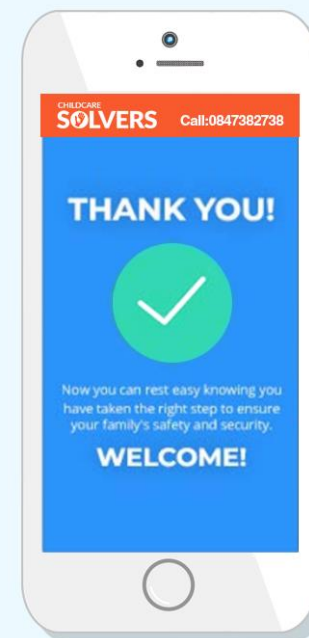 CHILDCARE
SOLVERS Call:0847382738
THANK YOU!
Now you can rest easy knowing you
have taken the right step to ensure
your family's safety and security.
WELCOME!